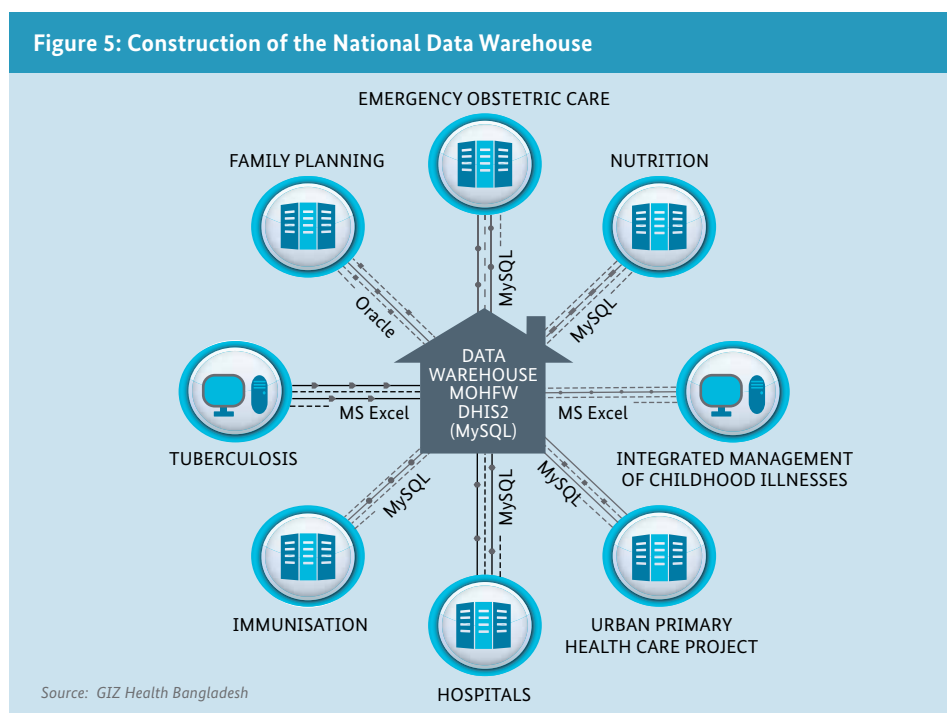 Figure 5: Construction of the National Data Warehouse
EMERGENCY OBSTETRIC CARE
FAMILY PLANNING
NUTRITION
MySQL
Oracle
MySQL
DATA
WAREHOUSE
MOHFW
DHIS2
(MySQL)
MS Excel
MS Excel
TUBERCULOSIS
INTEGRATED MANAGEMENT
OF CHILDHOOD ILLNESSES
MySQL
MySQL
MySQL
IMMUNISATION
URBAN PRIMARY
HEALTH CARE PROJECT
HOSPITALS
Source: GIZ Health Bangladesh